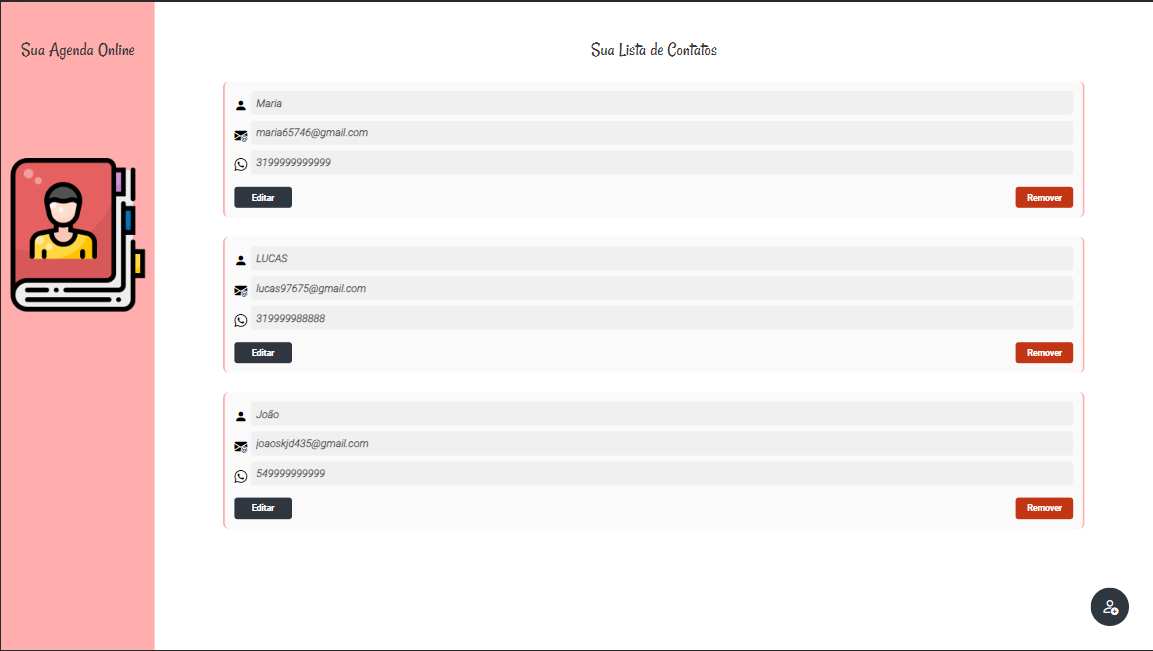 Sua Agenda Online
Sua Lista de Contatos
Maria
maria65746@gmail.com
3199999999999
Editar
Remover
LUCAS
lucas97675@gmail.com
319999988888
Editar
Remover
João
joaoskjd435@gmail.com
549999999999
Editar
Remover